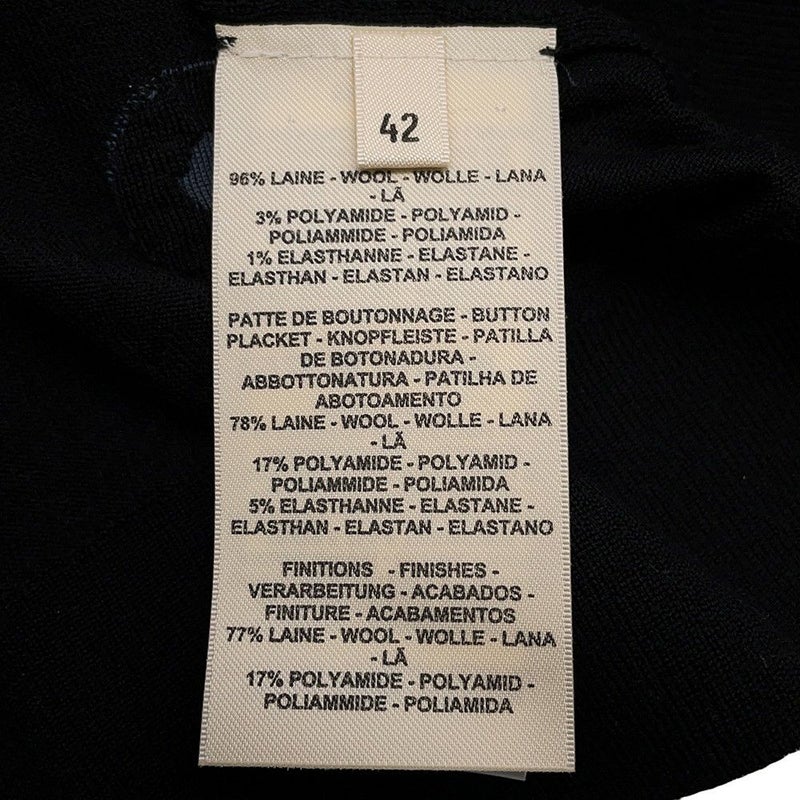 42
96% LAINE - WOOL - WOLLE - LANA
- LÃ
3% POLYAMIDE - POLYAMID -
POLIAMMIDE - POLIAMIDA
1% ELASTHANNE - ELASTANE -
ELASTHAN - ELASTAN - ELASTANO
PATTE DE BOUTONNAGE - BUTTON
PLACKET - KNOPFLEISTE - PATILLA
DE BOTONADURA -
ABBOTTONATURA - PATILHA DE
ABOTOAMENTO
78% LAINE - WOOL - WOLLE - LANA
- LÃ
17% POLYAMIDE - POLYAMID -
POLIAMMIDE - POLIAMIDA
5% ELASTHANNE - ELASTANE -
ELASTHAN - ELASTAN - ELASTANO
FINITIONS - FINISHES -
VERARBEITUNG - ACABADOS -
FINITURE - ACABAMENTOS
77% LAINE - WOOL - WOLLE - LANA
- LÃ
17% POLYAMIDE - POLYAMID -
POLIAMMIDE - POLIAMIDA